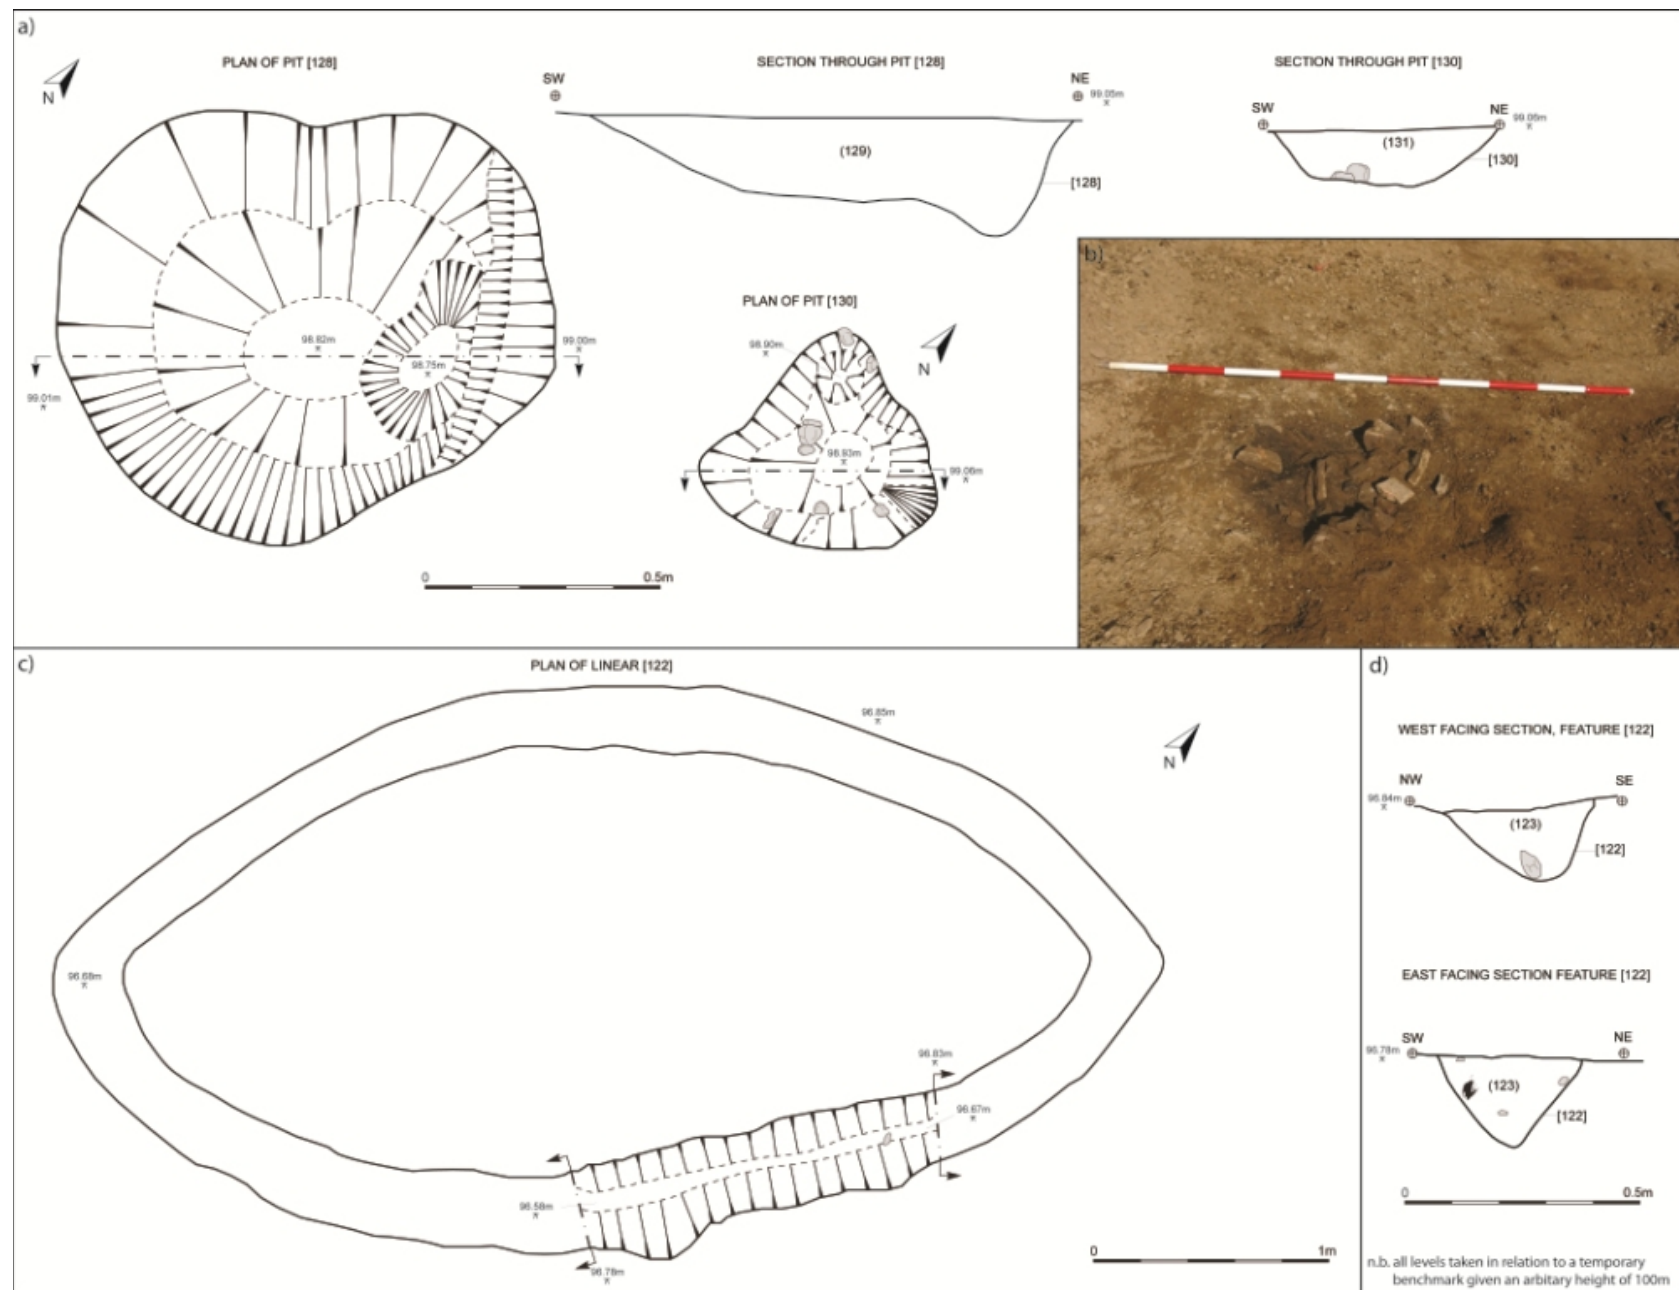 a)
PLAN OF PIT [128]
N
99.01m
98.82m
98.75m
99.00m
SECTION THROUGH PIT [128]
SW
NE
99.05m
(129)
[128]
SECTION THROUGH PIT [130]
SW
NE
99.06m
(131)
[130]
PLAN OF PIT [130]
N
98.90m
98.93m
99.06m
0
0.5m
b)
c)
PLAN OF LINEAR [122]
96.85m
N
96.68m
96.83m
96.67m
96.58m
96.78m
0
1m
d)
WEST FACING SECTION, FEATURE [122]
NW
SE
96.84m
(123)
[122]
EAST FACING SECTION FEATURE [122]
SW
NE
96.78m
(123)
[122]
0
0.5m
n.b. all levels taken in relation to a temporary
benchmark given an arbitary height of 100m